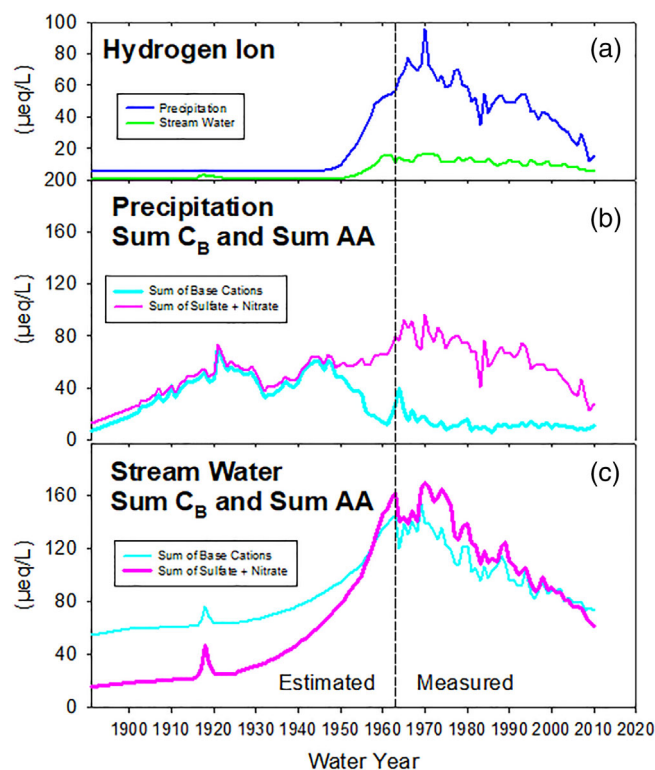 100
80
60
40
20
200
(µeq/L)
Hydrogen Ion
(a)
Precipitation
Stream Water
160
120
80
40
0
(µeq/L)
Precipitation
Sum CB and Sum AA
(b)
Sum of Base Cations
Sum of Sulfate + Nitrate
160
120
80
40
0
(µeq/L)
Stream Water
Sum CB and Sum AA
(c)
Sum of Base Cations
Sum of Sulfate + Nitrate
Estimated Measured
1900 1910 1920 1930 1940 1950 1960 1970 1980 1990 2000 2010 2020
Water Year